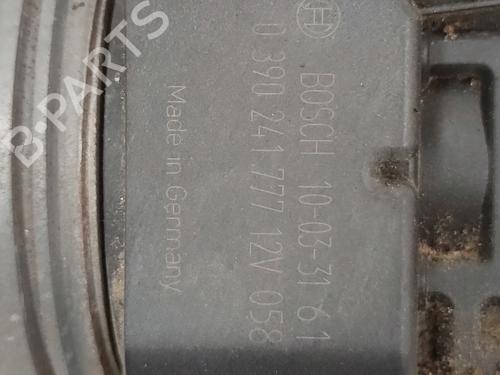 BOSCH 10-03-31 61
0 390 241 777 12V 058
Made in Germany
B-PARTS